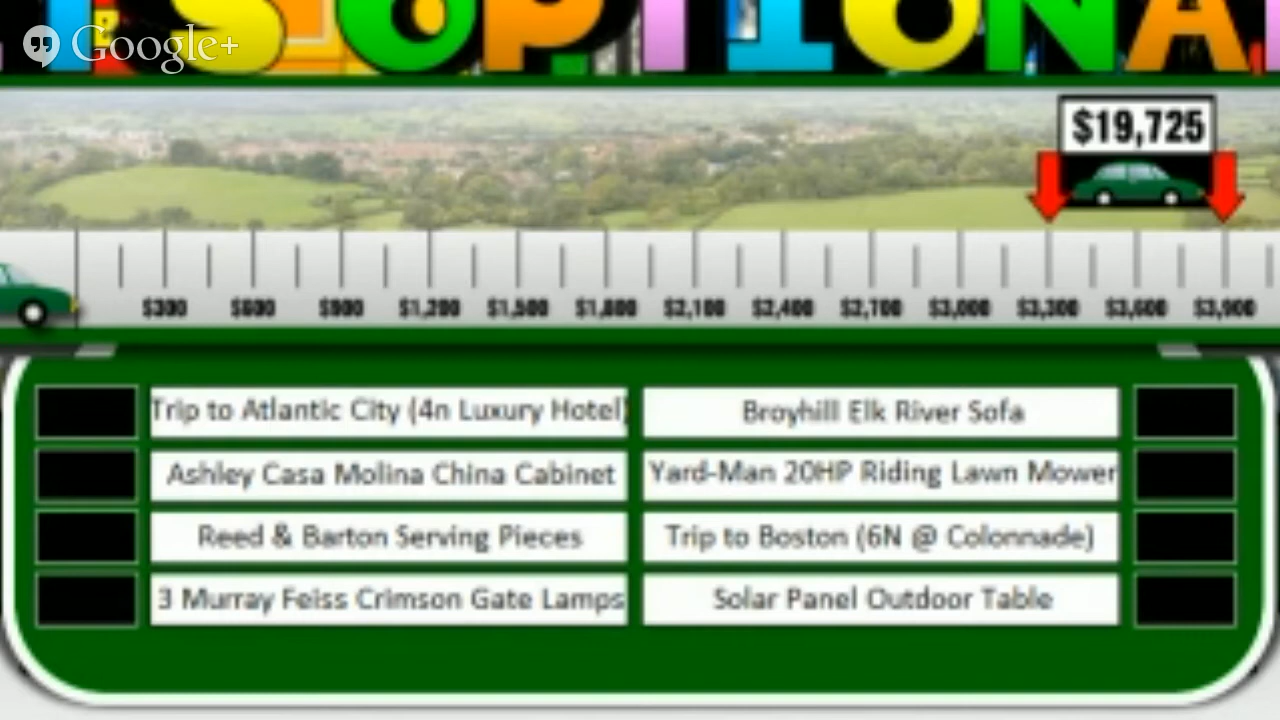 Google+
IS OPTIONAL
$19,725
$300 $600 $900 $1,200 $1,500 $1,800 $2,100 $2,400 $2,700 $3,000 $3,300 $3,600 $3,900
Trip to Atlantic City (4n Luxury Hotel) Broyhill Elk River Sofa
Ashley Casa Molina China Cabinet Yard-Man 20HP Riding Lawn Mower
Reed & Barton Serving Pieces Trip to Boston (6N @ Colonnade)
3 Murray Feiss Crimson Gate Lamps Solar Panel Outdoor Table